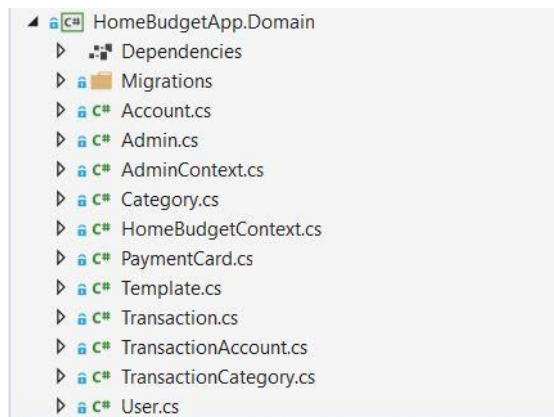 C# HomeBudgetApp.Domain
Dependencies
Migrations
C# Account.cs
C# Admin.cs
C# AdminContext.cs
C# Category.cs
C# HomeBudgetContext.cs
C# PaymentCard.cs
C# Template.cs
C# Transaction.cs
C# TransactionAccount.cs
C# TransactionCategory.cs
C# User.cs